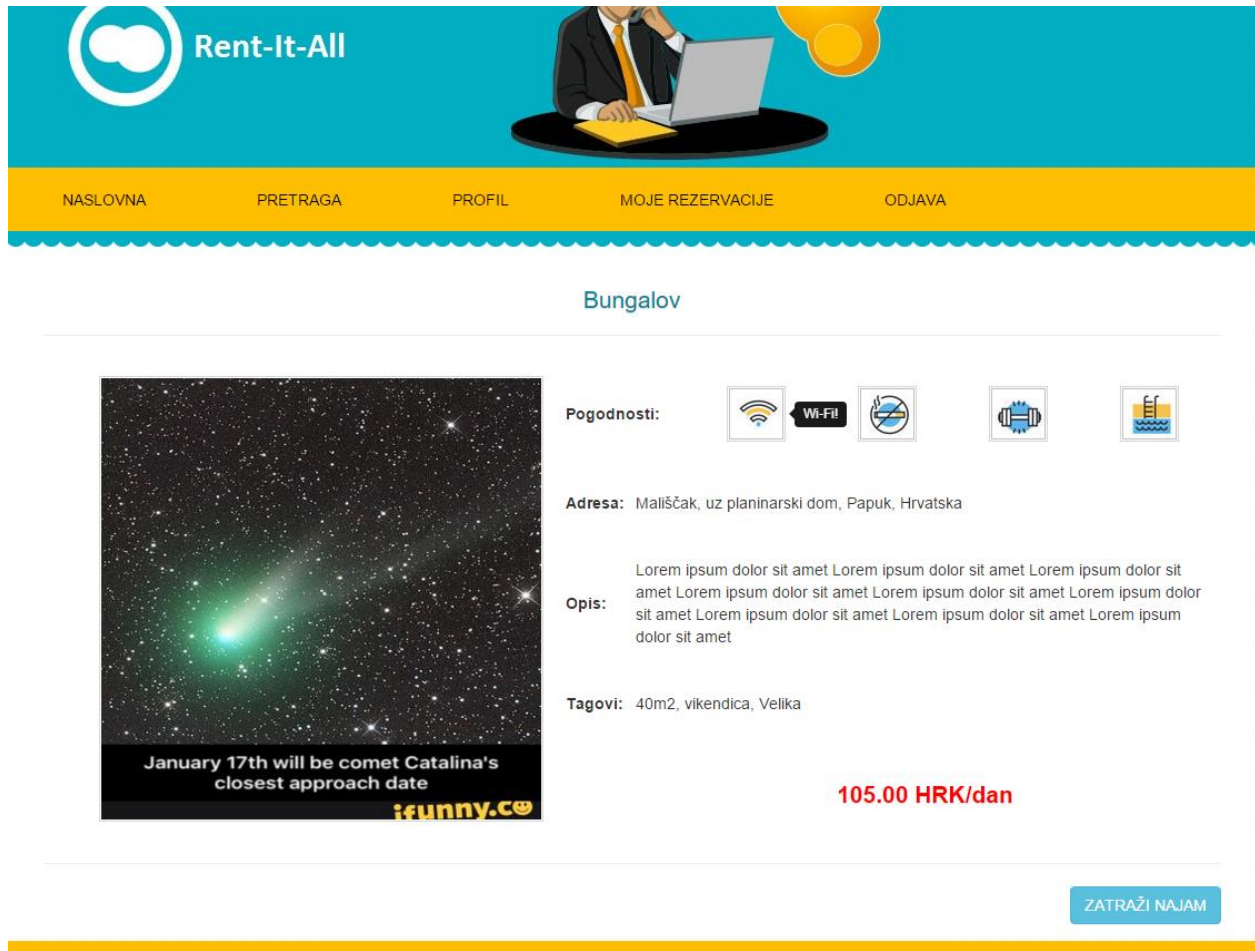 Rent-It-All
NASLOVNA PRETRAGA PROFIL MOJE REZERVACIJE ODJAVA
Bungalov
Pogodnosti: Wi-Fi!
Adresa: Mališčak, uz planinarski dom, Papuk, Hrvatska
Lorem ipsum dolor sit amet Lorem ipsum dolor sit amet Lorem ipsum dolor sit
amet Lorem ipsum dolor sit amet Lorem ipsum dolor sit amet Lorem ipsum dolor
Opis:
sit amet Lorem ipsum dolor sit amet Lorem ipsum dolor sit amet Lorem ipsum
dolor sit amet
Tagovi: 40m2, vikendica, Velika
January 17th will be comet Catalina's
closest approach date
ifunny.co
105.00 HRK/dan
ZATRAŽI NAJAM